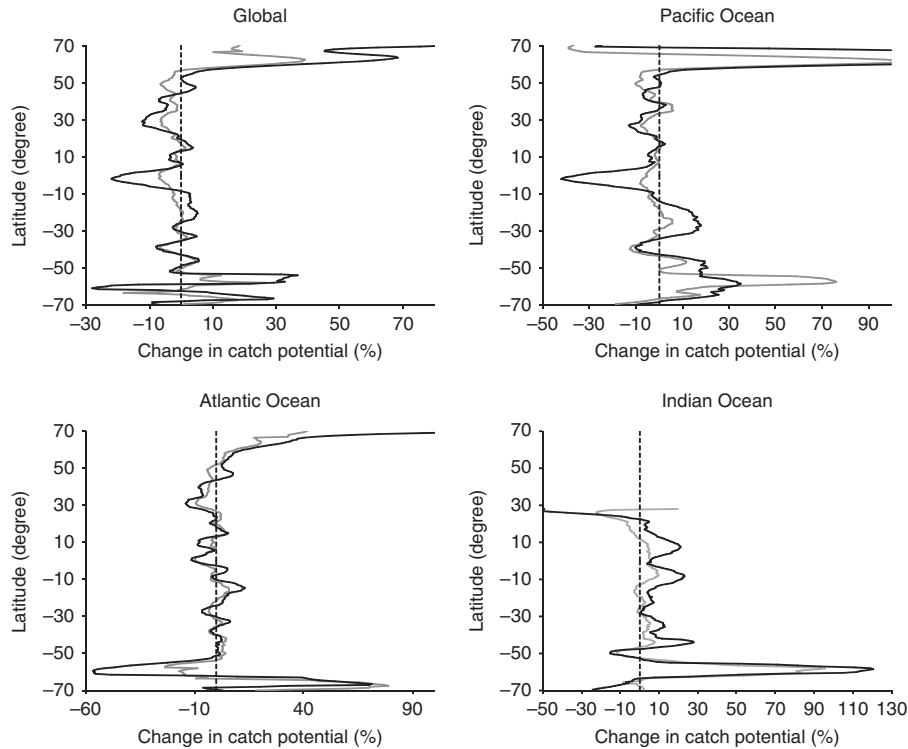 Global
70
50
30
10
−10
−30
−50
−70
Latitude (degree)
−30 −10 10 30 50 70
Change in catch potential (%)
Pacific Ocean
70
50
30
10
−10
−30
−50
−70
Latitude (degree)
−50 −30 −10 10 30 50 70 90
Change in catch potential (%)
Atlantic Ocean
70
50
30
10
−10
−30
−50
−70
Latitude (degree)
−60 −10 40 90
Change in catch potential (%)
Indian Ocean
70
50
30
10
−10
−30
−50
−70
Latitude (degree)
−50 −30 −10 10 30 50 70 90 110 130
Change in catch potential (%)